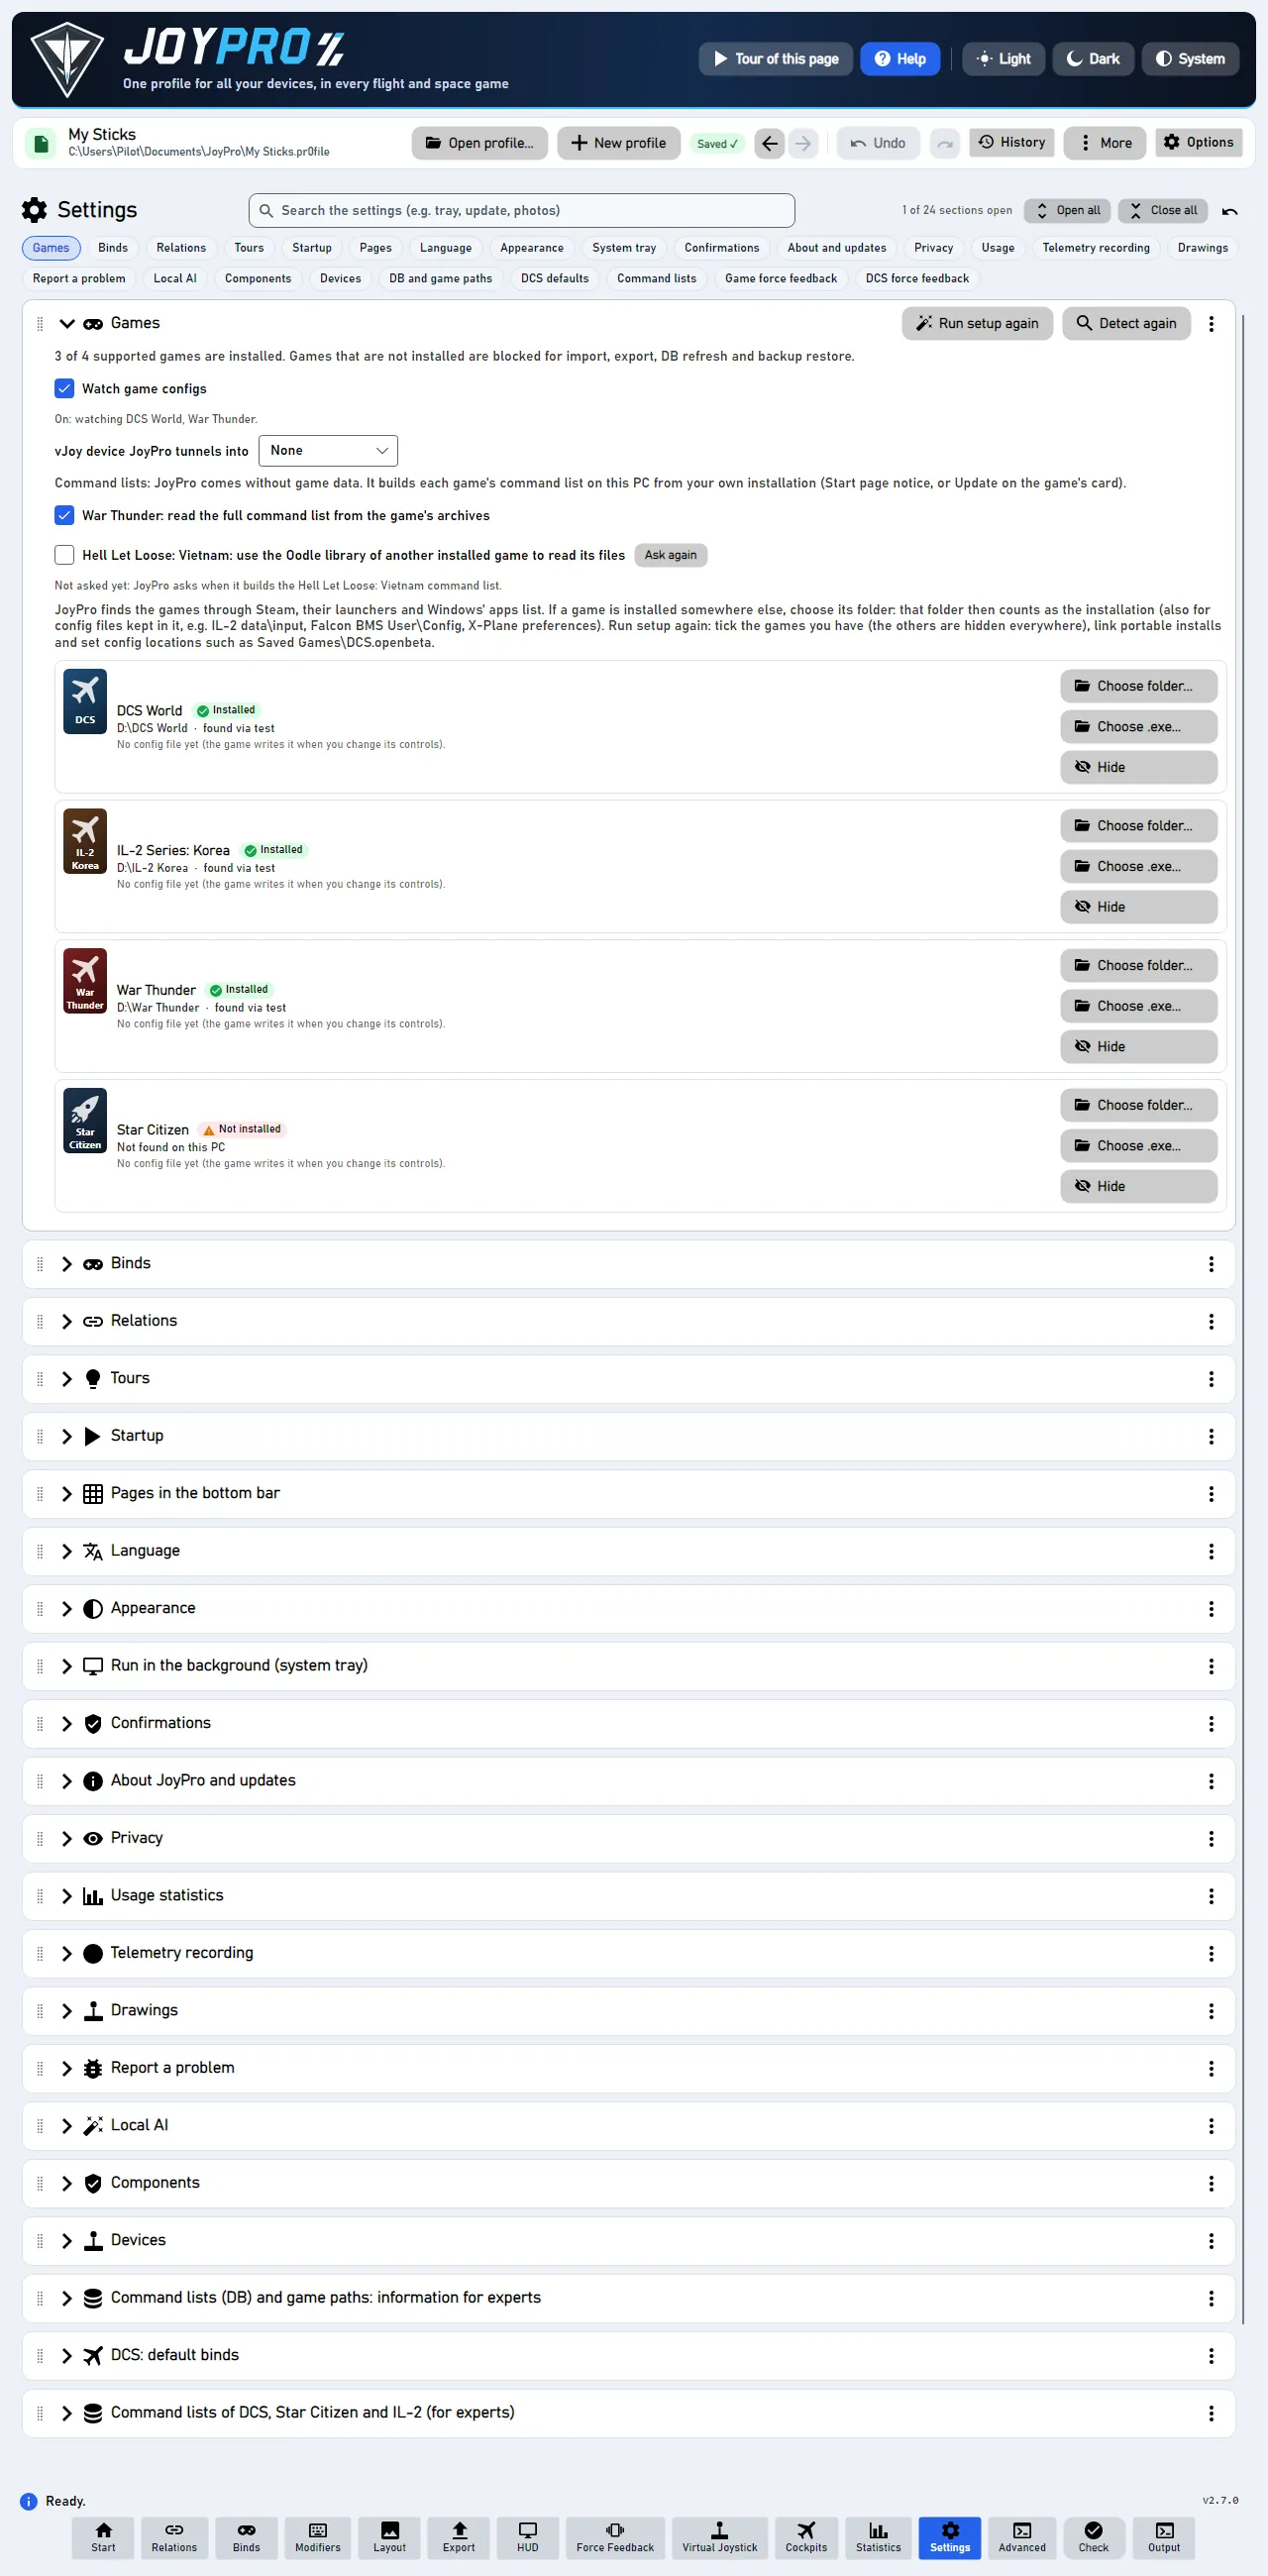 JOYPRO
One profile for all your devices, in every flight and space game
Tour of this page
Help
Light
Dark
System
My Sticks
C:\Users\Pilot\Documents\JoyPro\My Sticks.pr0file
Open profile...
New profile
Saved ✓
Undo
History
More
Options
Settings
Search the settings (e.g. tray, update, photos)
1 of 24 sections open
Open all
Close all
Games
Binds
Relations
Tours
Startup
Pages
Language
Appearance
System tray
Confirmations
About and updates
Privacy
Usage
Telemetry recording
Drawings
Report a problem
Local AI
Components
Devices
DB and game paths
DCS defaults
Command lists
Game force feedback
DCS force feedback
Games
Run setup again
Detect again
3 of 4 supported games are installed. Games that are not installed are blocked for import, export, DB refresh and backup restore.
Watch game configs
On: watching DCS World, War Thunder.
vJoy device JoyPro tunnels into
None
Command lists: JoyPro comes without game data. It builds each game's command list on this PC from your own installation (Start page notice, or Update on the game's card).
War Thunder: read the full command list from the game's archives
Hell Let Loose: Vietnam: use the Oodle library of another installed game to read its files
Ask again
Not asked yet: JoyPro asks when it builds the Hell Let Loose: Vietnam command list.
JoyPro finds the games through Steam, their launchers and Windows' apps list. If a game is installed somewhere else, choose its folder: that folder then counts as the installation (also for
config files kept in it, e.g. IL-2 data\input, Falcon BMS User\Config, X-Plane preferences). Run setup again: tick the games you have (the others are hidden everywhere), link portable installs
and set config locations such as Saved Games\DCS.openbeta.
DCS
DCS World
Installed
D:\DCS World · found via test
No config file yet (the game writes it when you change its controls).
Choose folder...
Choose .exe...
Hide
IL-2
Korea
IL-2 Series: Korea
Installed
D:\IL-2 Korea · found via test
No config file yet (the game writes it when you change its controls).
Choose folder...
Choose .exe...
Hide
War
Thunder
War Thunder
Installed
D:\War Thunder · found via test
No config file yet (the game writes it when you change its controls).
Choose folder...
Choose .exe...
Hide
Star
Citizen
Star Citizen
Not installed
Not found on this PC
No config file yet (the game writes it when you change its controls).
Choose folder...
Choose .exe...
Hide
Binds
Relations
Tours
Startup
Pages in the bottom bar
Language
Appearance
Run in the background (system tray)
Confirmations
About JoyPro and updates
Privacy
Usage statistics
Telemetry recording
Drawings
Report a problem
Local AI
Components
Devices
Command lists (DB) and game paths: information for experts
DCS: default binds
Command lists of DCS, Star Citizen and IL-2 (for experts)
Ready.
v2.7.0
Start
Relations
Binds
Modifiers
Layout
Export
HUD
Force Feedback
Virtual Joystick
Cockpits
Statistics
Settings
Advanced
Check
Output